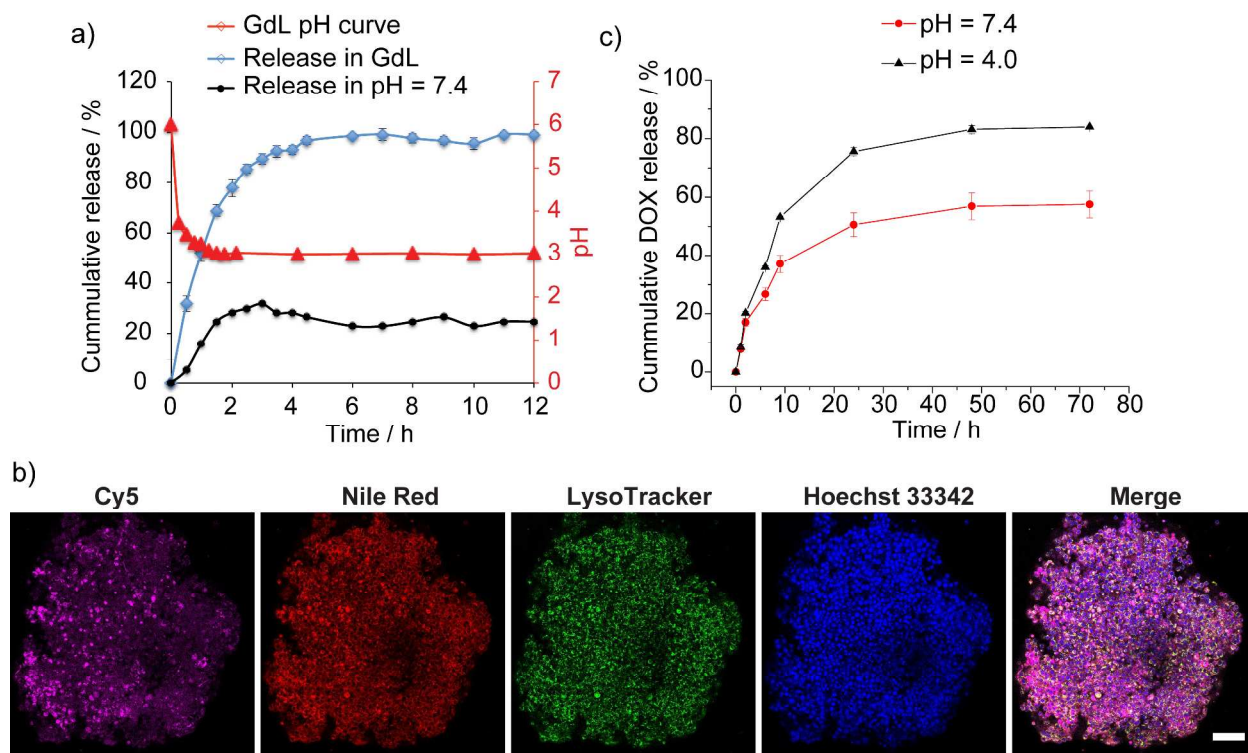 a)
GdL pH curve
Release in GdL
Release in pH = 7.4
Cummulative release / %
120
100
80
60
40
20
0
7
6
5
4
3
2
1
0
pH
0 2 4 6 8 10 12
Time / h
c)
pH = 7.4
pH = 4.0
Cummulative DOX release / %
100
80
60
40
20
0
0 10 20 30 40 50 60 70 80
Time / h
b)
Cy5 Nile Red LysoTracker Hoechst 33342 Merge